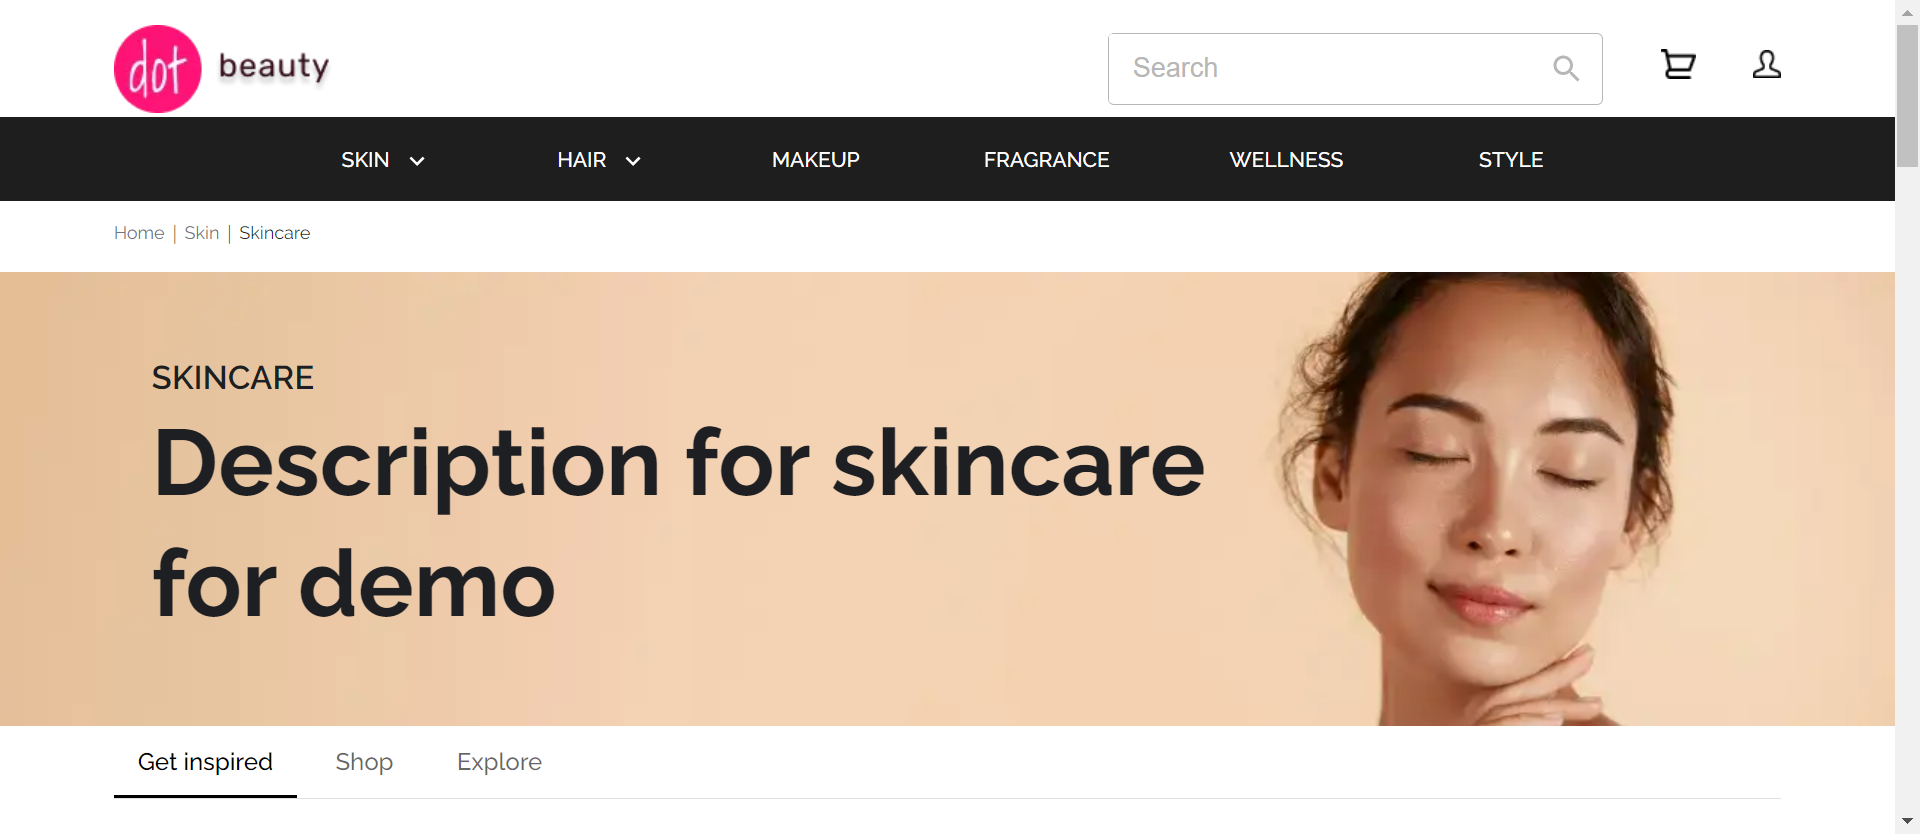 dot beauty
Search
SKIN HAIR MAKEUP FRAGRANCE WELLNESS STYLE
Home | Skin | Skincare
SKINCARE
Description for skincare
for demo
Get inspired Shop Explore